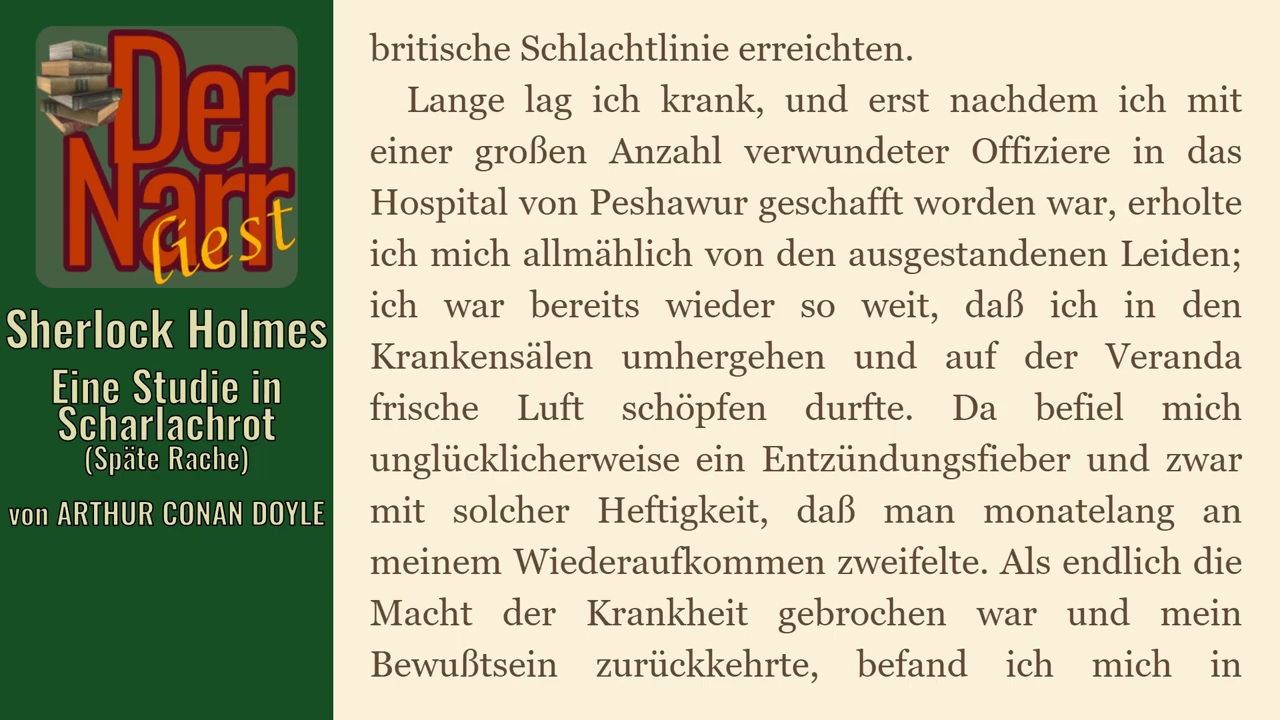 Der
Narr
liest
Sherlock Holmes
Eine Studie in
Scharlachrot
(Späte Rache)
von ARTHUR CONAN DOYLE
britische Schlachtlinie erreichten.
Lange lag ich krank, und erst nachdem ich mit
einer großen Anzahl verwundeter Offiziere in das
Hospital von Peshawur geschafft worden war, erholte
ich mich allmählich von den ausgestandenen Leiden;
ich war bereits wieder so weit, daß ich in den
Krankensälen umhergehen und auf der Veranda
frische Luft schöpfen durfte. Da befiel mich
unglücklicherweise ein Entzündungsfieber und zwar
mit solcher Heftigkeit, daß man monatelang an
meinem Wiederaufkommen zweifelte. Als endlich die
Macht der Krankheit gebrochen war und mein
Bewußtsein zurückkehrte, befand ich mich in